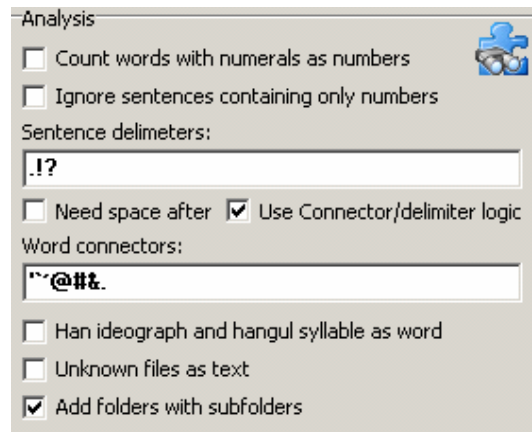 Analysis
Count words with numerals as numbers
Ignore sentences containing only numbers
Sentence delimeters:
.!?
Need space after Use Connector/delimiter logic
Word connectors:
'`´@#&.
Han ideograph and hangul syllable as word
Unknown files as text
Add folders with subfolders